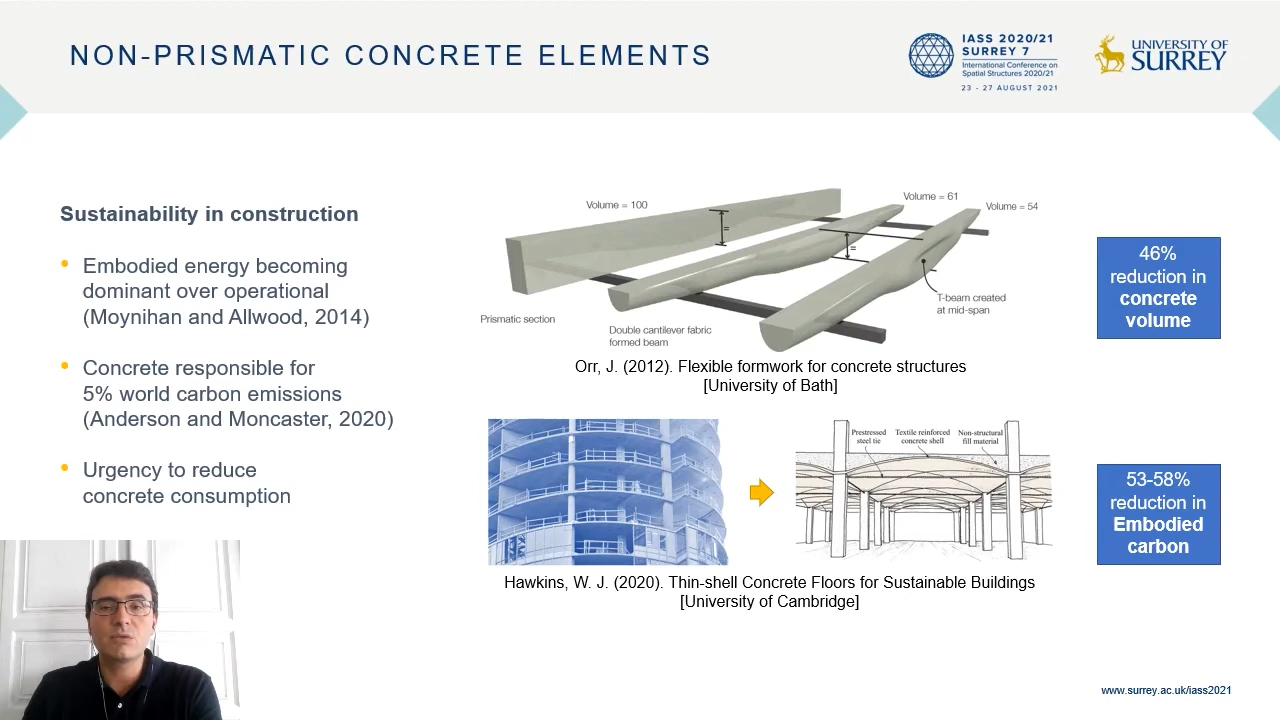 NON-PRISMATIC CONCRETE ELEMENTS
IASS 2020/21
SURREY 7
International Conference on
Spatial Structures 2020/21
23 - 27 AUGUST 2021
UNIVERSITY OF
SURREY
Sustainability in construction
• Embodied energy becoming
dominant over operational
(Moynihan and Allwood, 2014)
• Concrete responsible for
5% world carbon emissions
(Anderson and Moncaster, 2020)
• Urgency to reduce
concrete consumption
Volume = 100
Volume = 61
Volume = 54
=
=
Prismatic section
Double cantilever fabric
formed beam
T-beam created
at mid-span
Orr, J. (2012). Flexible formwork for concrete structures
[University of Bath]
46%
reduction in
concrete
volume
Prestressed
steel tie
Textile reinforced
concrete shell
Non-structural
fill material
Hawkins, W. J. (2020). Thin-shell Concrete Floors for Sustainable Buildings
[University of Cambridge]
53-58%
reduction in
Embodied
carbon
www.surrey.ac.uk/iass2021